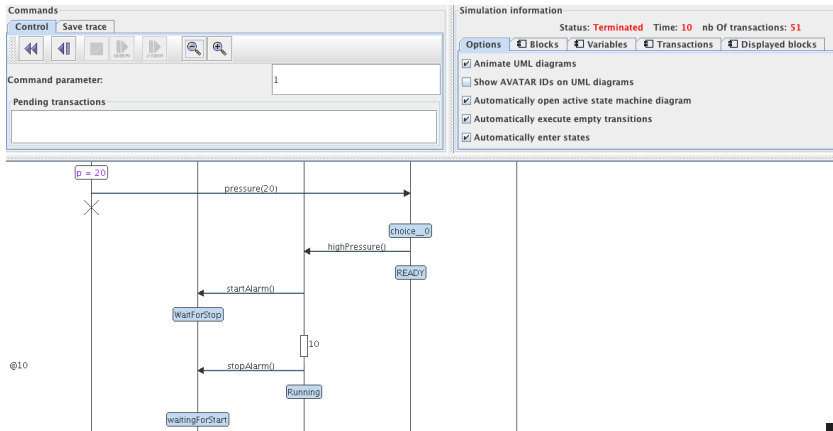 Commands
Control Save trace
Command parameter:
1
Pending transactions
Simulation information
Status: Terminated Time: 10 nb Of transactions: 51
Options Blocks Variables Transactions Displayed blocks
Animate UML diagrams
Show AVATAR IDs on UML diagrams
Automatically open active state machine diagram
Automatically execute empty transitions
Automatically enter states
p = 20
pressure(20)
choice__0
highPressure()
READY
startAlarm()
WaitForStop
10
@10
stopAlarm()
Running
waitingForStart